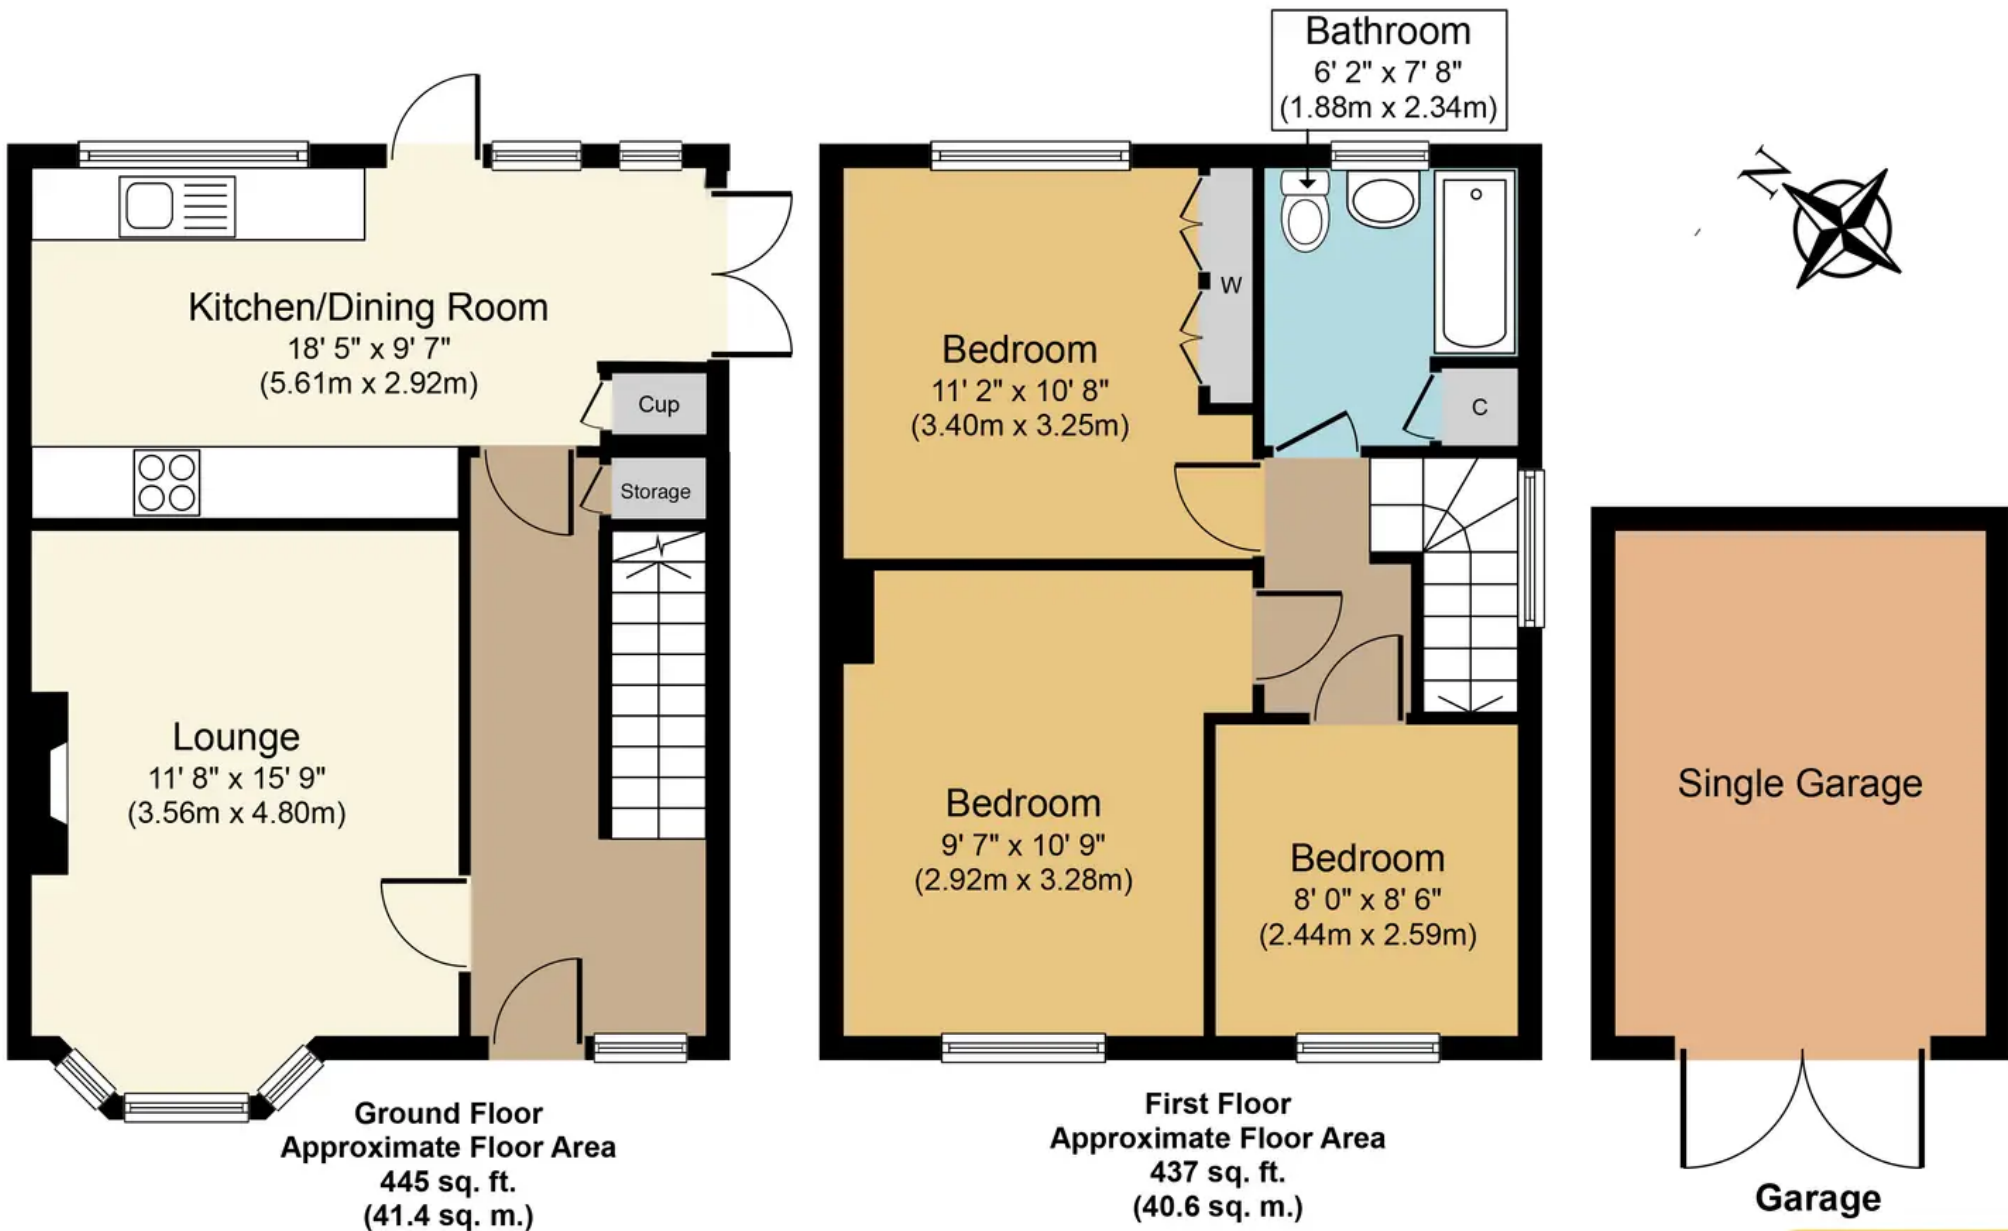 Bathroom
6' 2" x 7' 8"
(1.88m x 2.34m)
N
Kitchen/Dining Room
18' 5" x 9' 7"
(5.61m x 2.92m)
Cup
Storage
Lounge
11' 8" x 15' 9"
(3.56m x 4.80m)
Ground Floor
Approximate Floor Area
445 sq. ft.
(41.4 sq. m.)
Bedroom
11' 2" x 10' 8"
(3.40m x 3.25m)
W
C
Bedroom
9' 7" x 10' 9"
(2.92m x 3.28m)
Bedroom
8' 0" x 8' 6"
(2.44m x 2.59m)
First Floor
Approximate Floor Area
437 sq. ft.
(40.6 sq. m.)
Single Garage
Garage